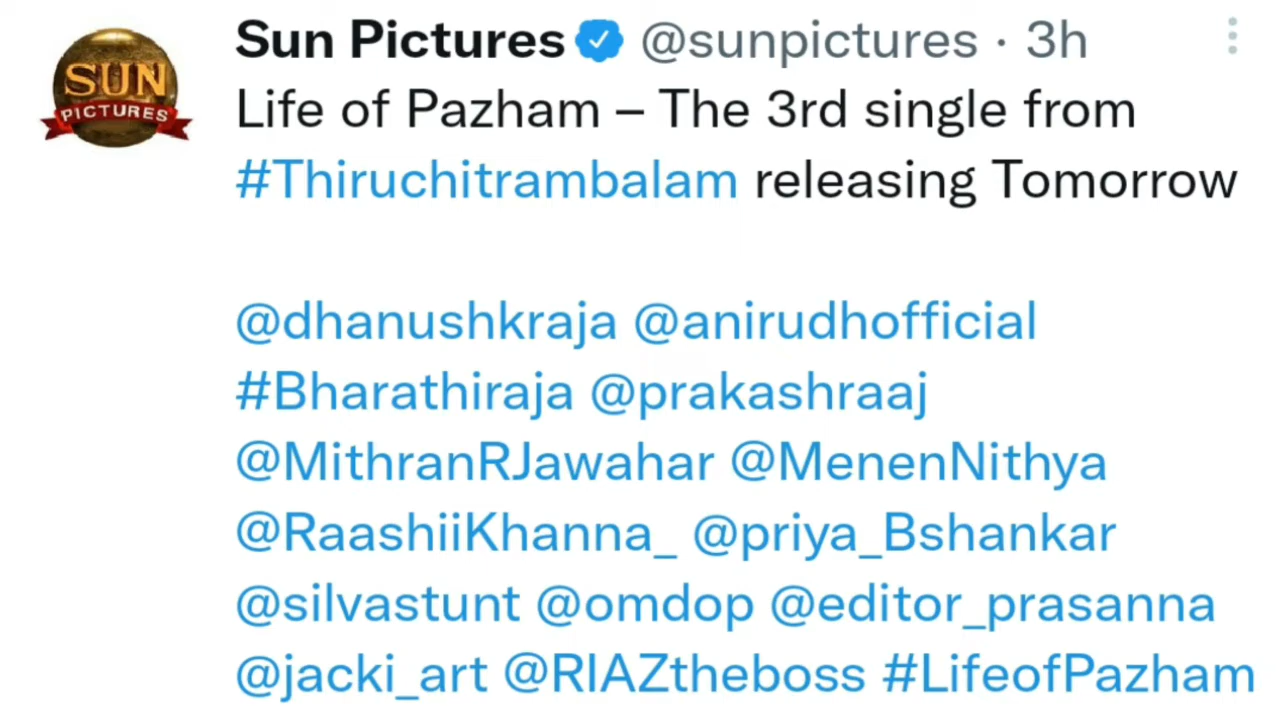 SUN
PICTURES
Sun Pictures @sunpictures · 3h
Life of Pazham – The 3rd single from
#Thiruchitrambalam releasing Tomorrow
@dhanushkraja @anirudhofficial
#Bharathiraja @prakashraaj
@MithranRJawahar @MenenNithya
@RaashiiKhanna_ @priya_Bshankar
@silvastunt @omdop @editor_prasanna
@jacki_art @RIAZtheboss #LifeofPazham